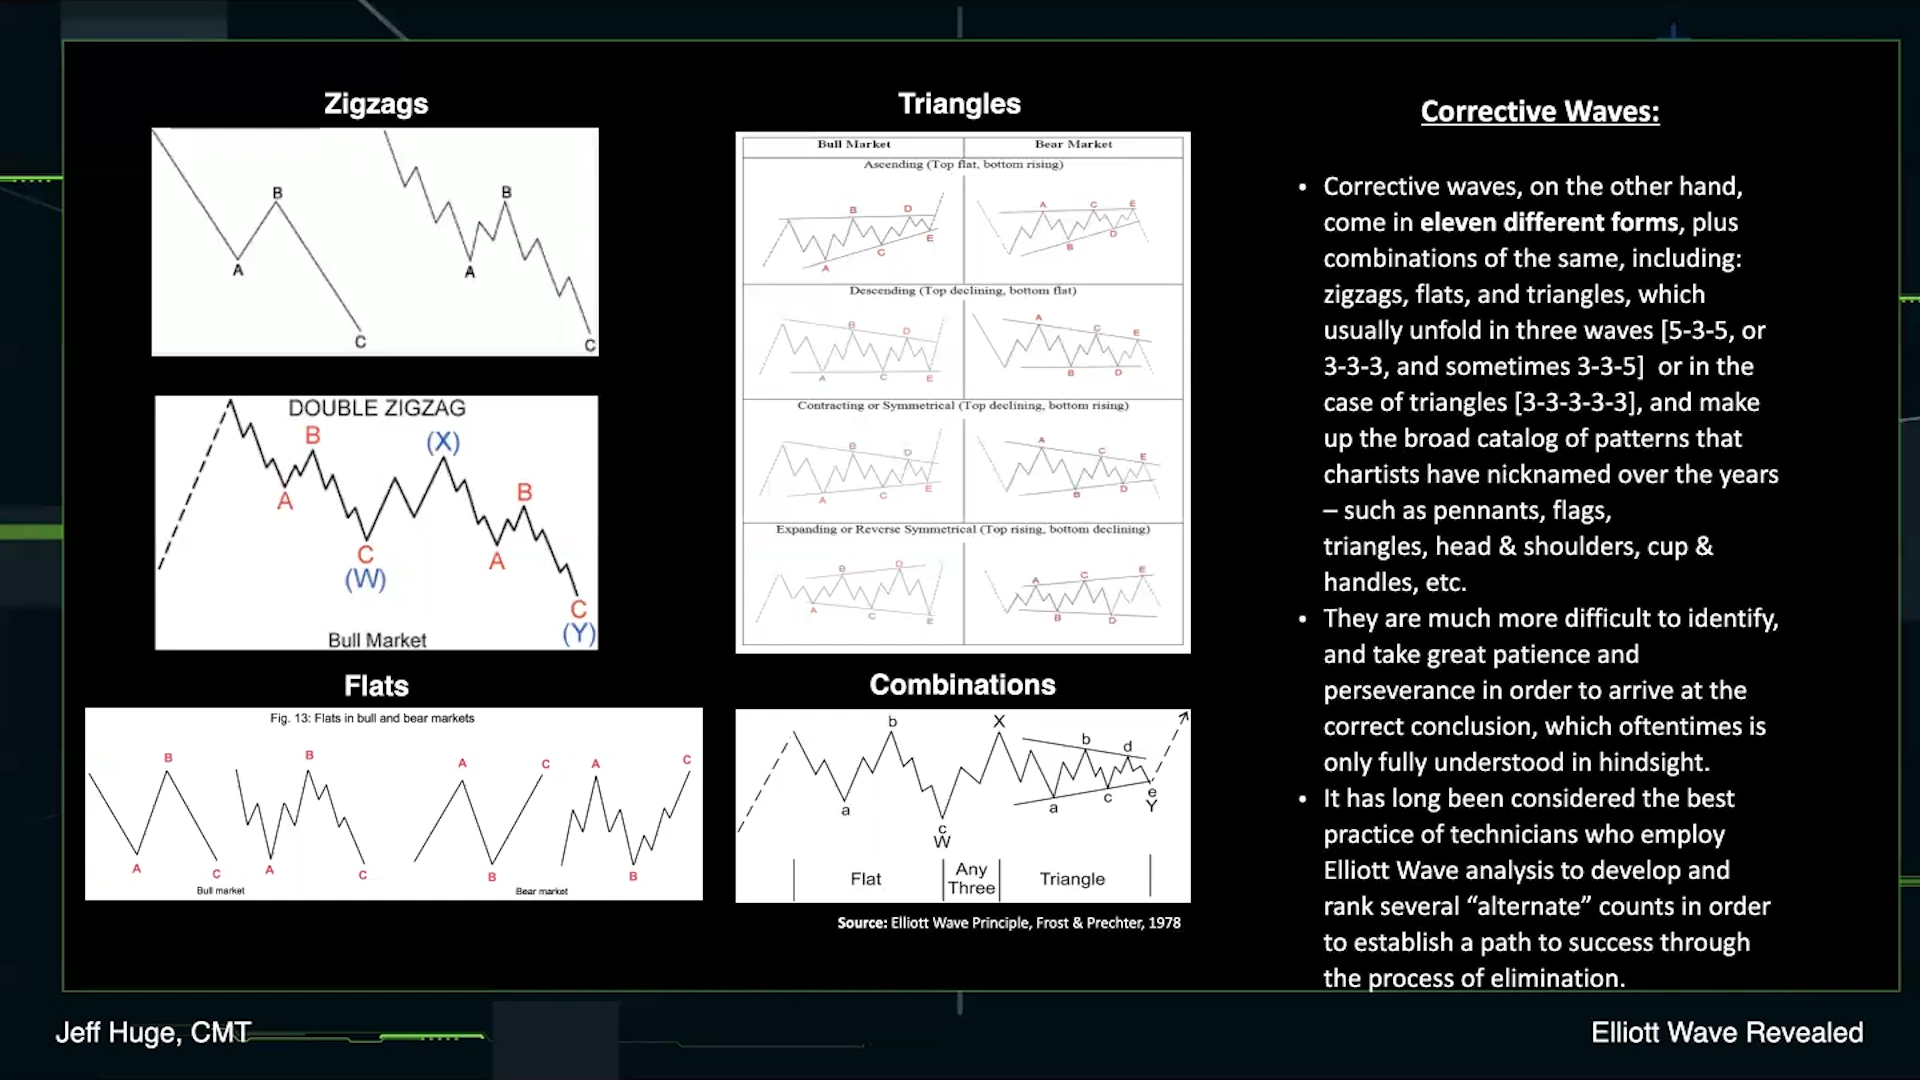 Zigzags
B
A
C
B
A
C
DOUBLE ZIGZAG
B
(X)
A
B
C
(W)
A
C
(Y)
Bull Market
Flats
Fig. 13: Flats in bull and bear markets
B
A
C
B
A
C
Bull market
A
C
B
A
C
B
Bear market
Triangles
Bull Market
Bear Market
Ascending (Top flat, bottom rising)
B
D
A
C
E
A
C
E
B
D
Descending (Top declining, bottom flat)
B
D
A
C
E
A
C
E
B
D
Contracting or Symmetrical (Top declining, bottom rising)
B
D
A
C
E
A
C
E
B
D
Expanding or Reverse Symmetrical (Top rising, bottom declining)
B
D
A
C
E
A
C
E
B
D
Combinations
b
X
b
d
a
c
W
a
c
e
Y
Flat
Any
Three
Triangle
Source: Elliott Wave Principle, Frost & Prechter, 1978
Corrective Waves:
• Corrective waves, on the other hand,
come in eleven different forms, plus
combinations of the same, including:
zigzags, flats, and triangles, which
usually unfold in three waves [5-3-5, or
3-3-3, and sometimes 3-3-5] or in the
case of triangles [3-3-3-3-3], and make
up the broad catalog of patterns that
chartists have nicknamed over the years
– such as pennants, flags,
triangles, head & shoulders, cup &
handles, etc.
• They are much more difficult to identify,
and take great patience and
perseverance in order to arrive at the
correct conclusion, which oftentimes is
only fully understood in hindsight.
• It has long been considered the best
practice of technicians who employ
Elliott Wave analysis to develop and
rank several “alternate” counts in order
to establish a path to success through
the process of elimination.
Jeff Huge, CMT
Elliott Wave Revealed